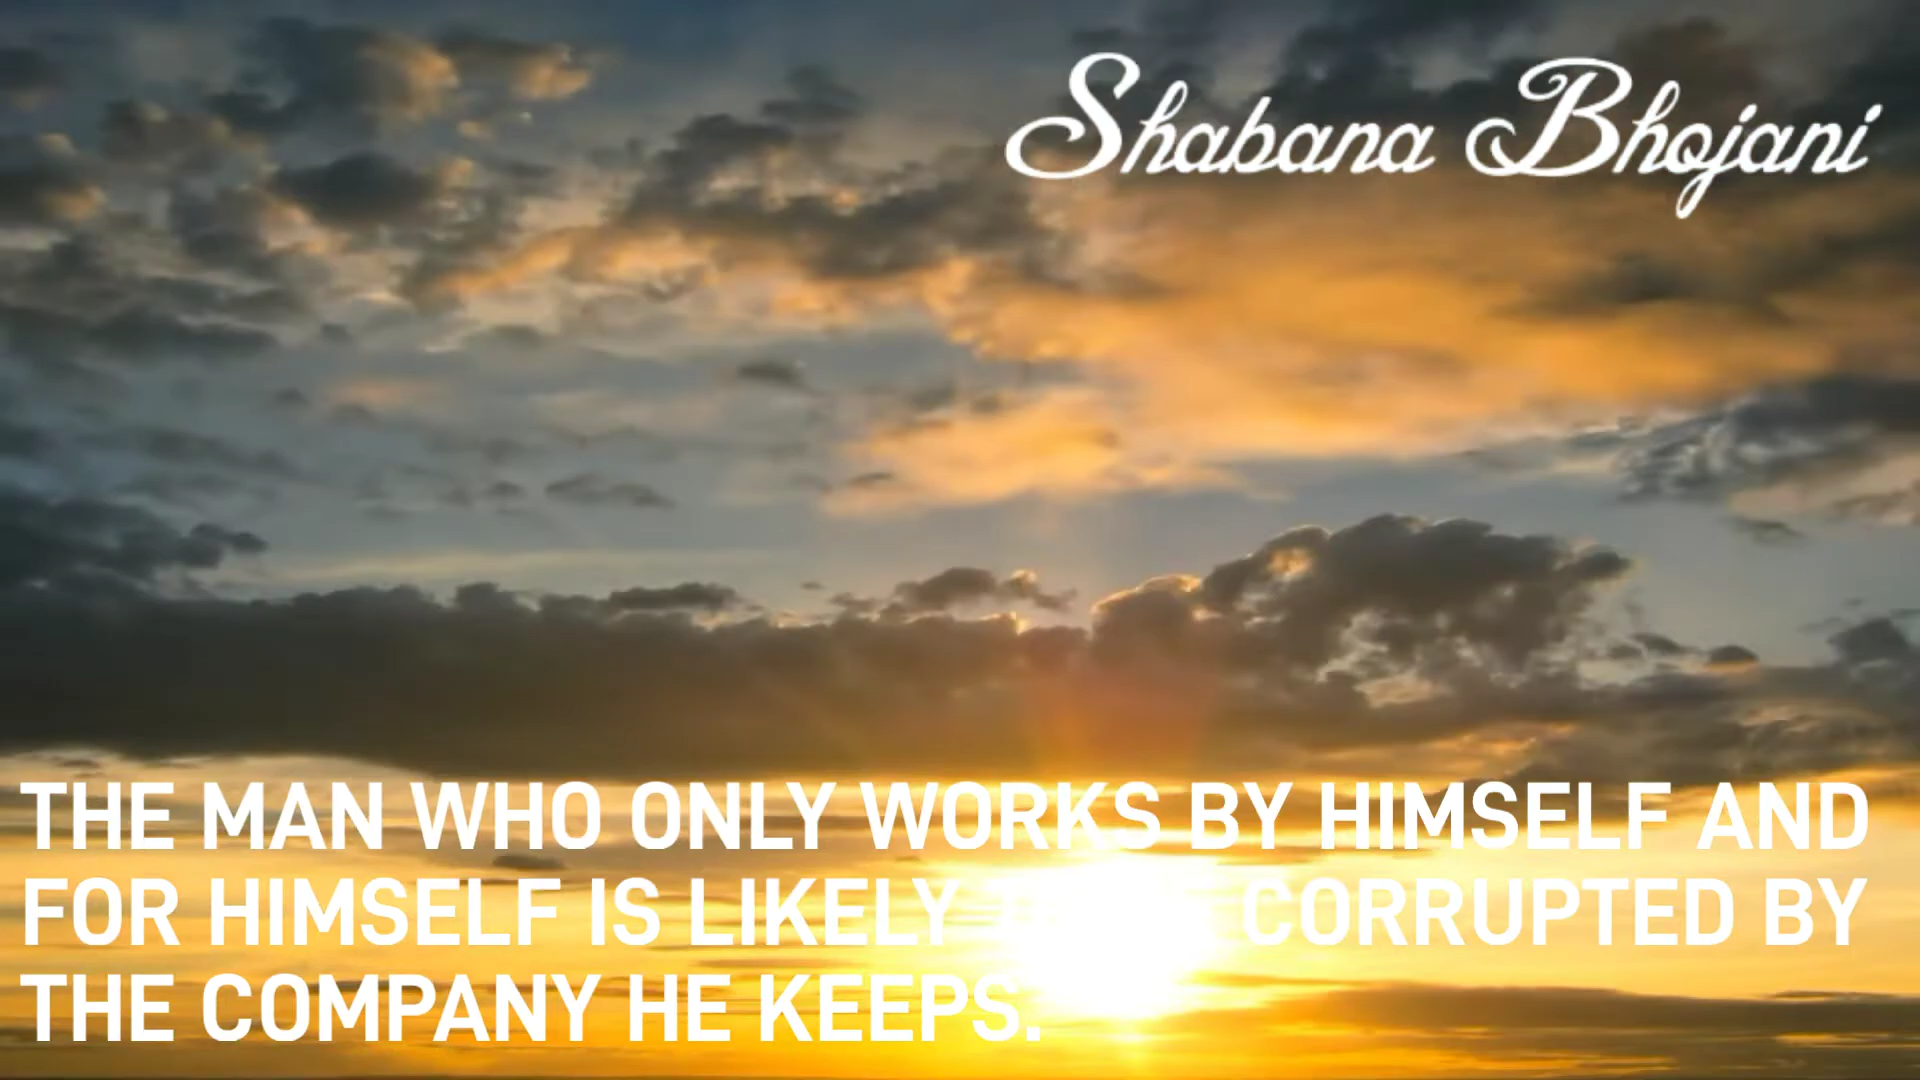 Shabana Bhojani
THE MAN WHO ONLY WORKS BY HIMSELF AND
FOR HIMSELF IS LIKELY CORRUPTED BY
THE COMPANY HE KEEPS.